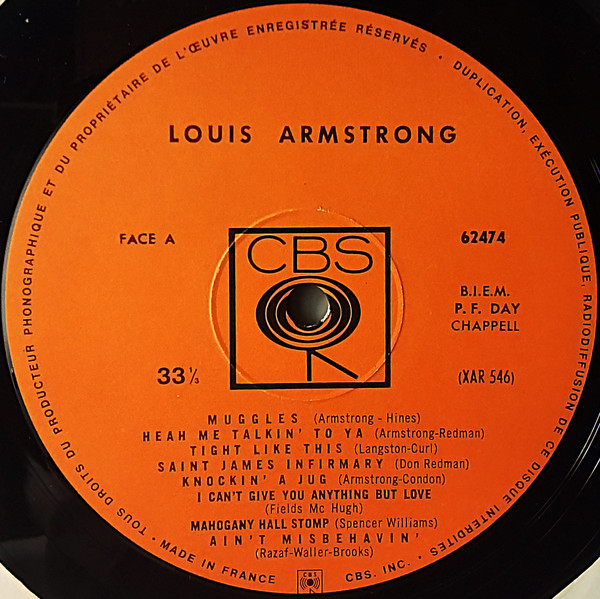 TOUS DROITS DU PRODUCTEUR PHONOGRAPHIQUE ET DU PROPRIÉTAIRE DE L'ŒUVRE ENREGISTRÉE RÉSERVÉS • DUPLICATION, EXÉCUTION PUBLIQUE, RADIODIFFUSION DE CE DISQUE INTERDITES •
LOUIS ARMSTRONG
FACE A
CBS
62474
B.I.E.M.
P. F. DAY
CHAPPELL
33 ⅓
(XAR 546)
MUGGLES (Armstrong - Hines)
HEAH ME TALKIN' TO YA (Armstrong-Redman)
TIGHT LIKE THIS (Langston-Curl)
SAINT JAMES INFIRMARY (Don Redman)
KNOCKIN' A JUG (Armstrong-Condon)
I CAN'T GIVE YOU ANYTHING BUT LOVE
(Fields Mc Hugh)
MAHOGANY HALL STOMP (Spencer Williams)
AIN'T MISBEHAVIN'
(Razaf-Waller-Brooks)
• MADE IN FRANCE
CBS
CBS. INC. •